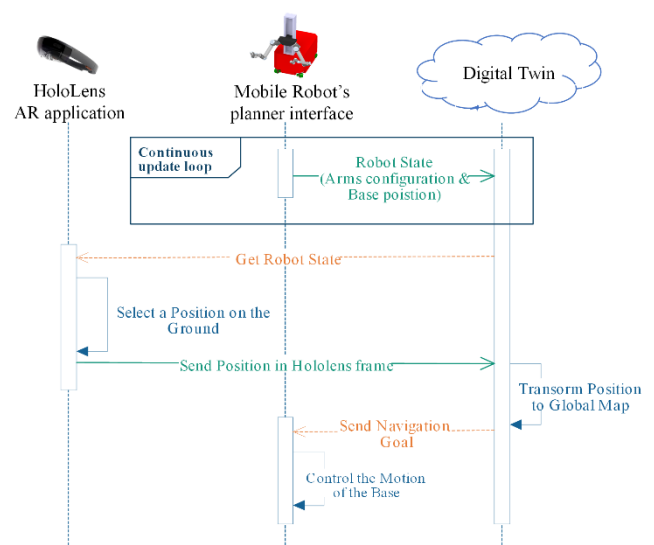 HoloLens
AR application
Mobile Robot's
planner interface
Digital Twin
Continuous
update loop
Robot State
(Arms configuration &
Base poistion)
Get Robot State
Select a Position on the
Ground
Send Position in Hololens frame
Transorm Position
to Global Map
Send Navigation
Goal
Control the Motion
of the Base